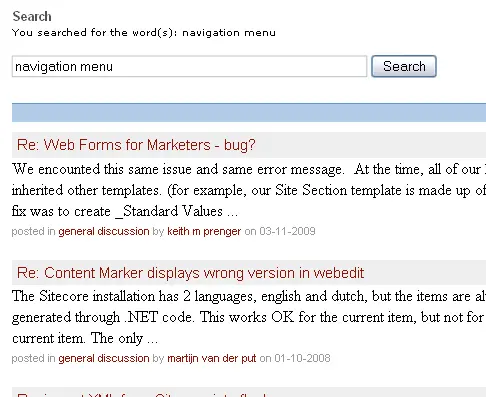 Search
You searched for the word(s): navigation menu
navigation menu Search
Re: Web Forms for Marketers - bug?
We encounted this same issue and same error message. At the time, all of our
inherited other templates. (for example, our Site Section template is made up of
fix was to create _Standard Values ...
posted in general discussion by keith m prenger on 03-11-2009
Re: Content Marker displays wrong version in webedit
The Sitecore installation has 2 languages, english and dutch, but the items are al
generated through .NET code. This works OK for the current item, but not for
current item. The only ...
posted in general discussion by martijn van der put on 01-10-2008